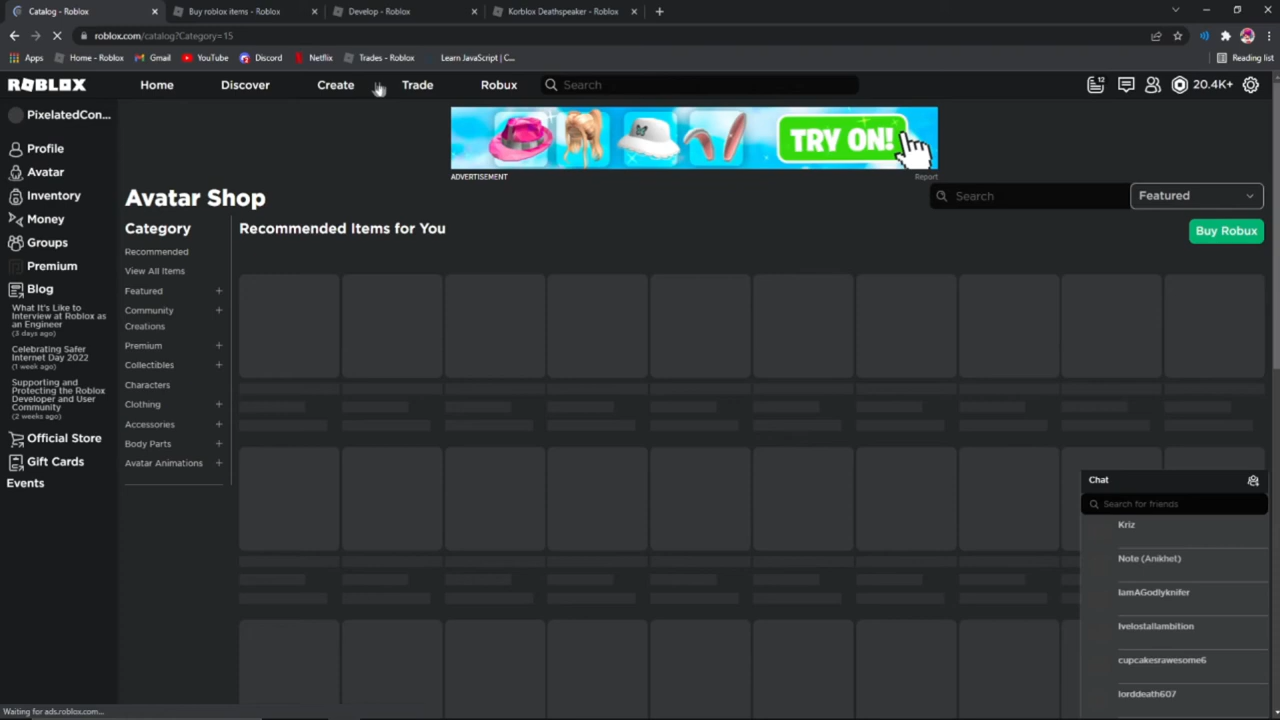 Catalog - Roblox
Buy roblox items - Roblox
Develop - Roblox
Korblox Deathspeaker - Roblox
roblox.com/catalog?Category=15
Apps
Home - Roblox
Gmail
YouTube
Discord
Netflix
Trades - Roblox
Learn JavaScript | C...
Reading list
ROBLOX
Home
Discover
Create
Trade
Robux
Search
12
20.4K+
PixelatedCon...
Profile
Avatar
Inventory
Money
Groups
Premium
Blog
What It's Like to
Interview at Roblox as
an Engineer
(3 days ago)
Celebrating Safer
Internet Day 2022
(1 week ago)
Supporting and
Protecting the Roblox
Developer and User
Community
(2 weeks ago)
Official Store
Gift Cards
Events
TRY ON!
ADVERTISEMENT
Report
Avatar Shop
Search
Featured
Category
Recommended
View All Items
Featured +
Community +
Creations
Premium +
Collectibles +
Characters
Clothing +
Accessories +
Body Parts +
Avatar Animations +
Recommended Items for You
Buy Robux
Chat
Search for friends
Kriz
Note (Anikhet)
IamAGodlyknifer
cupcakesrawesome6
lorddeath607
Waiting for ads.roblox.com...